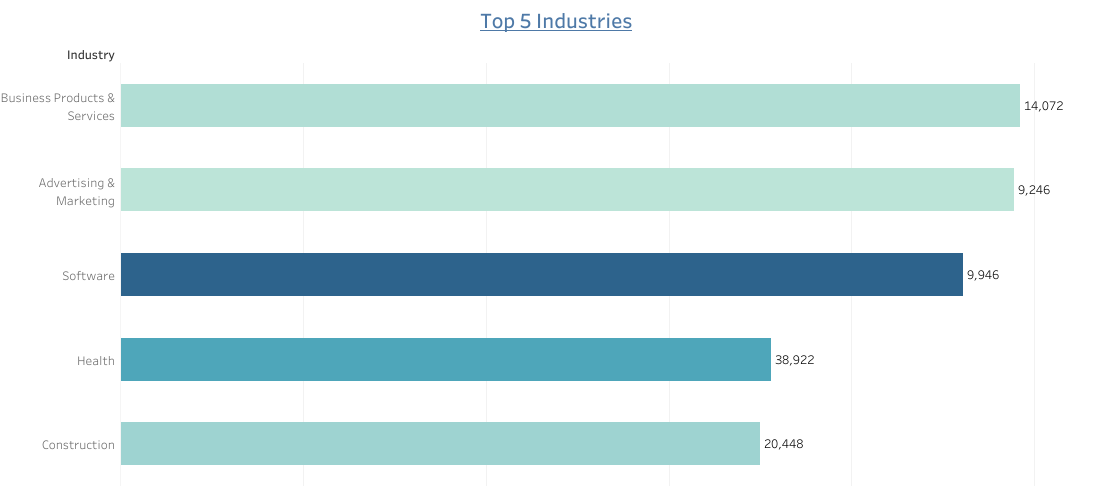 Top 5 Industries
Industry
Business Products &
Services
14,072
Advertising &
Marketing
9,246
Software
9,946
Health
38,922
Construction
20,448